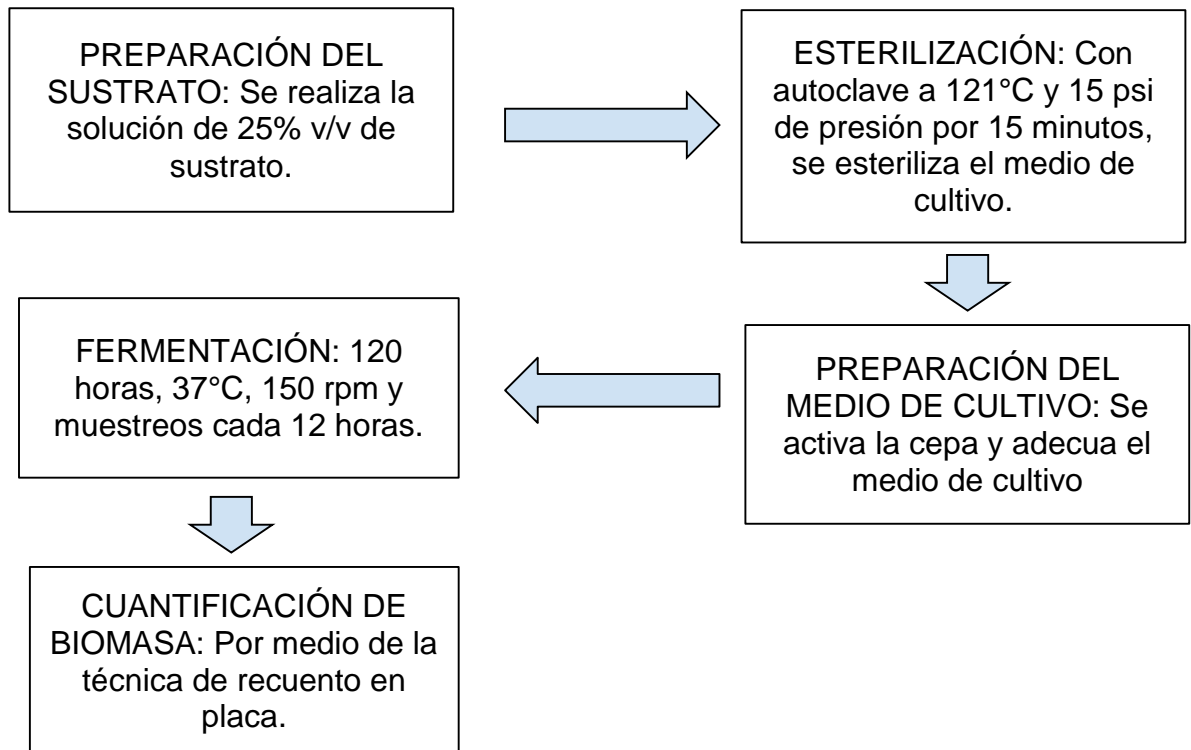 PREPARACIÓN DEL
SUSTRATO: Se realiza la
solución de 25% v/v de
sustrato.
ESTERILIZACIÓN: Con
autoclave a 121°C y 15 psi
de presión por 15 minutos,
se esteriliza el medio de
cultivo.
PREPARACIÓN DEL
MEDIO DE CULTIVO: Se
activa la cepa y adecua el
medio de cultivo
FERMENTACIÓN: 120
horas, 37°C, 150 rpm y
muestreos cada 12 horas.
CUANTIFICACIÓN DE
BIOMASA: Por medio de la
técnica de recuento en
placa.